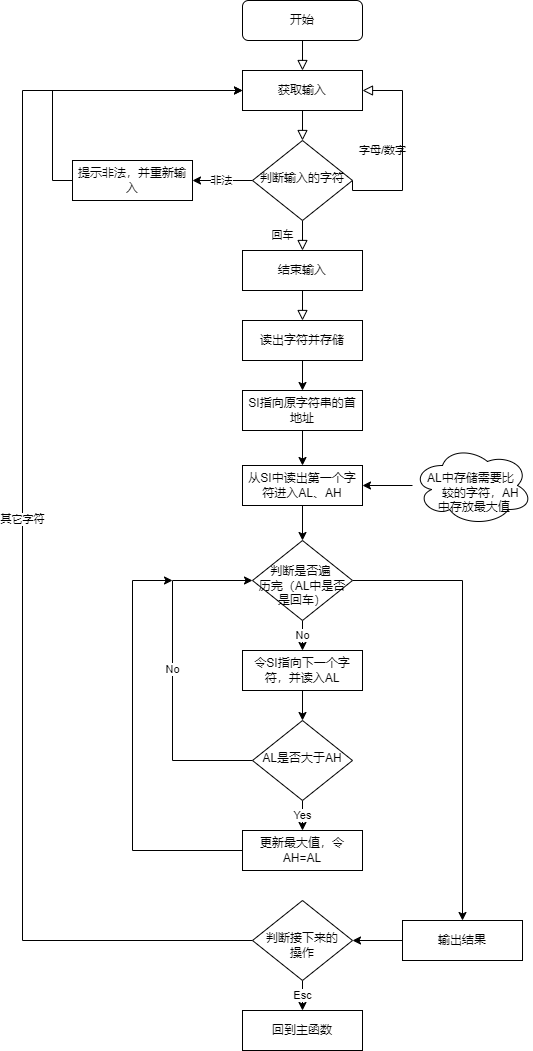 开始
获取输入
字母/数字
提示非法，并重新输
入
非法
判断输入的字符
回车
结束输入
读出字符并存储
SI指向原字符串的首
地址
从SI中读出第一个字
符进入AL、AH
AL中存储需要比
较的字符，AH
中存放最大值
其它字符
判断是否遍
历完（AL中是否
是回车）
No
令SI指向下一个字
符，并读入AL
No
AL是否大于AH
Yes
更新最大值，令
AH=AL
判断接下来的
操作
输出结果
Esc
回到主函数